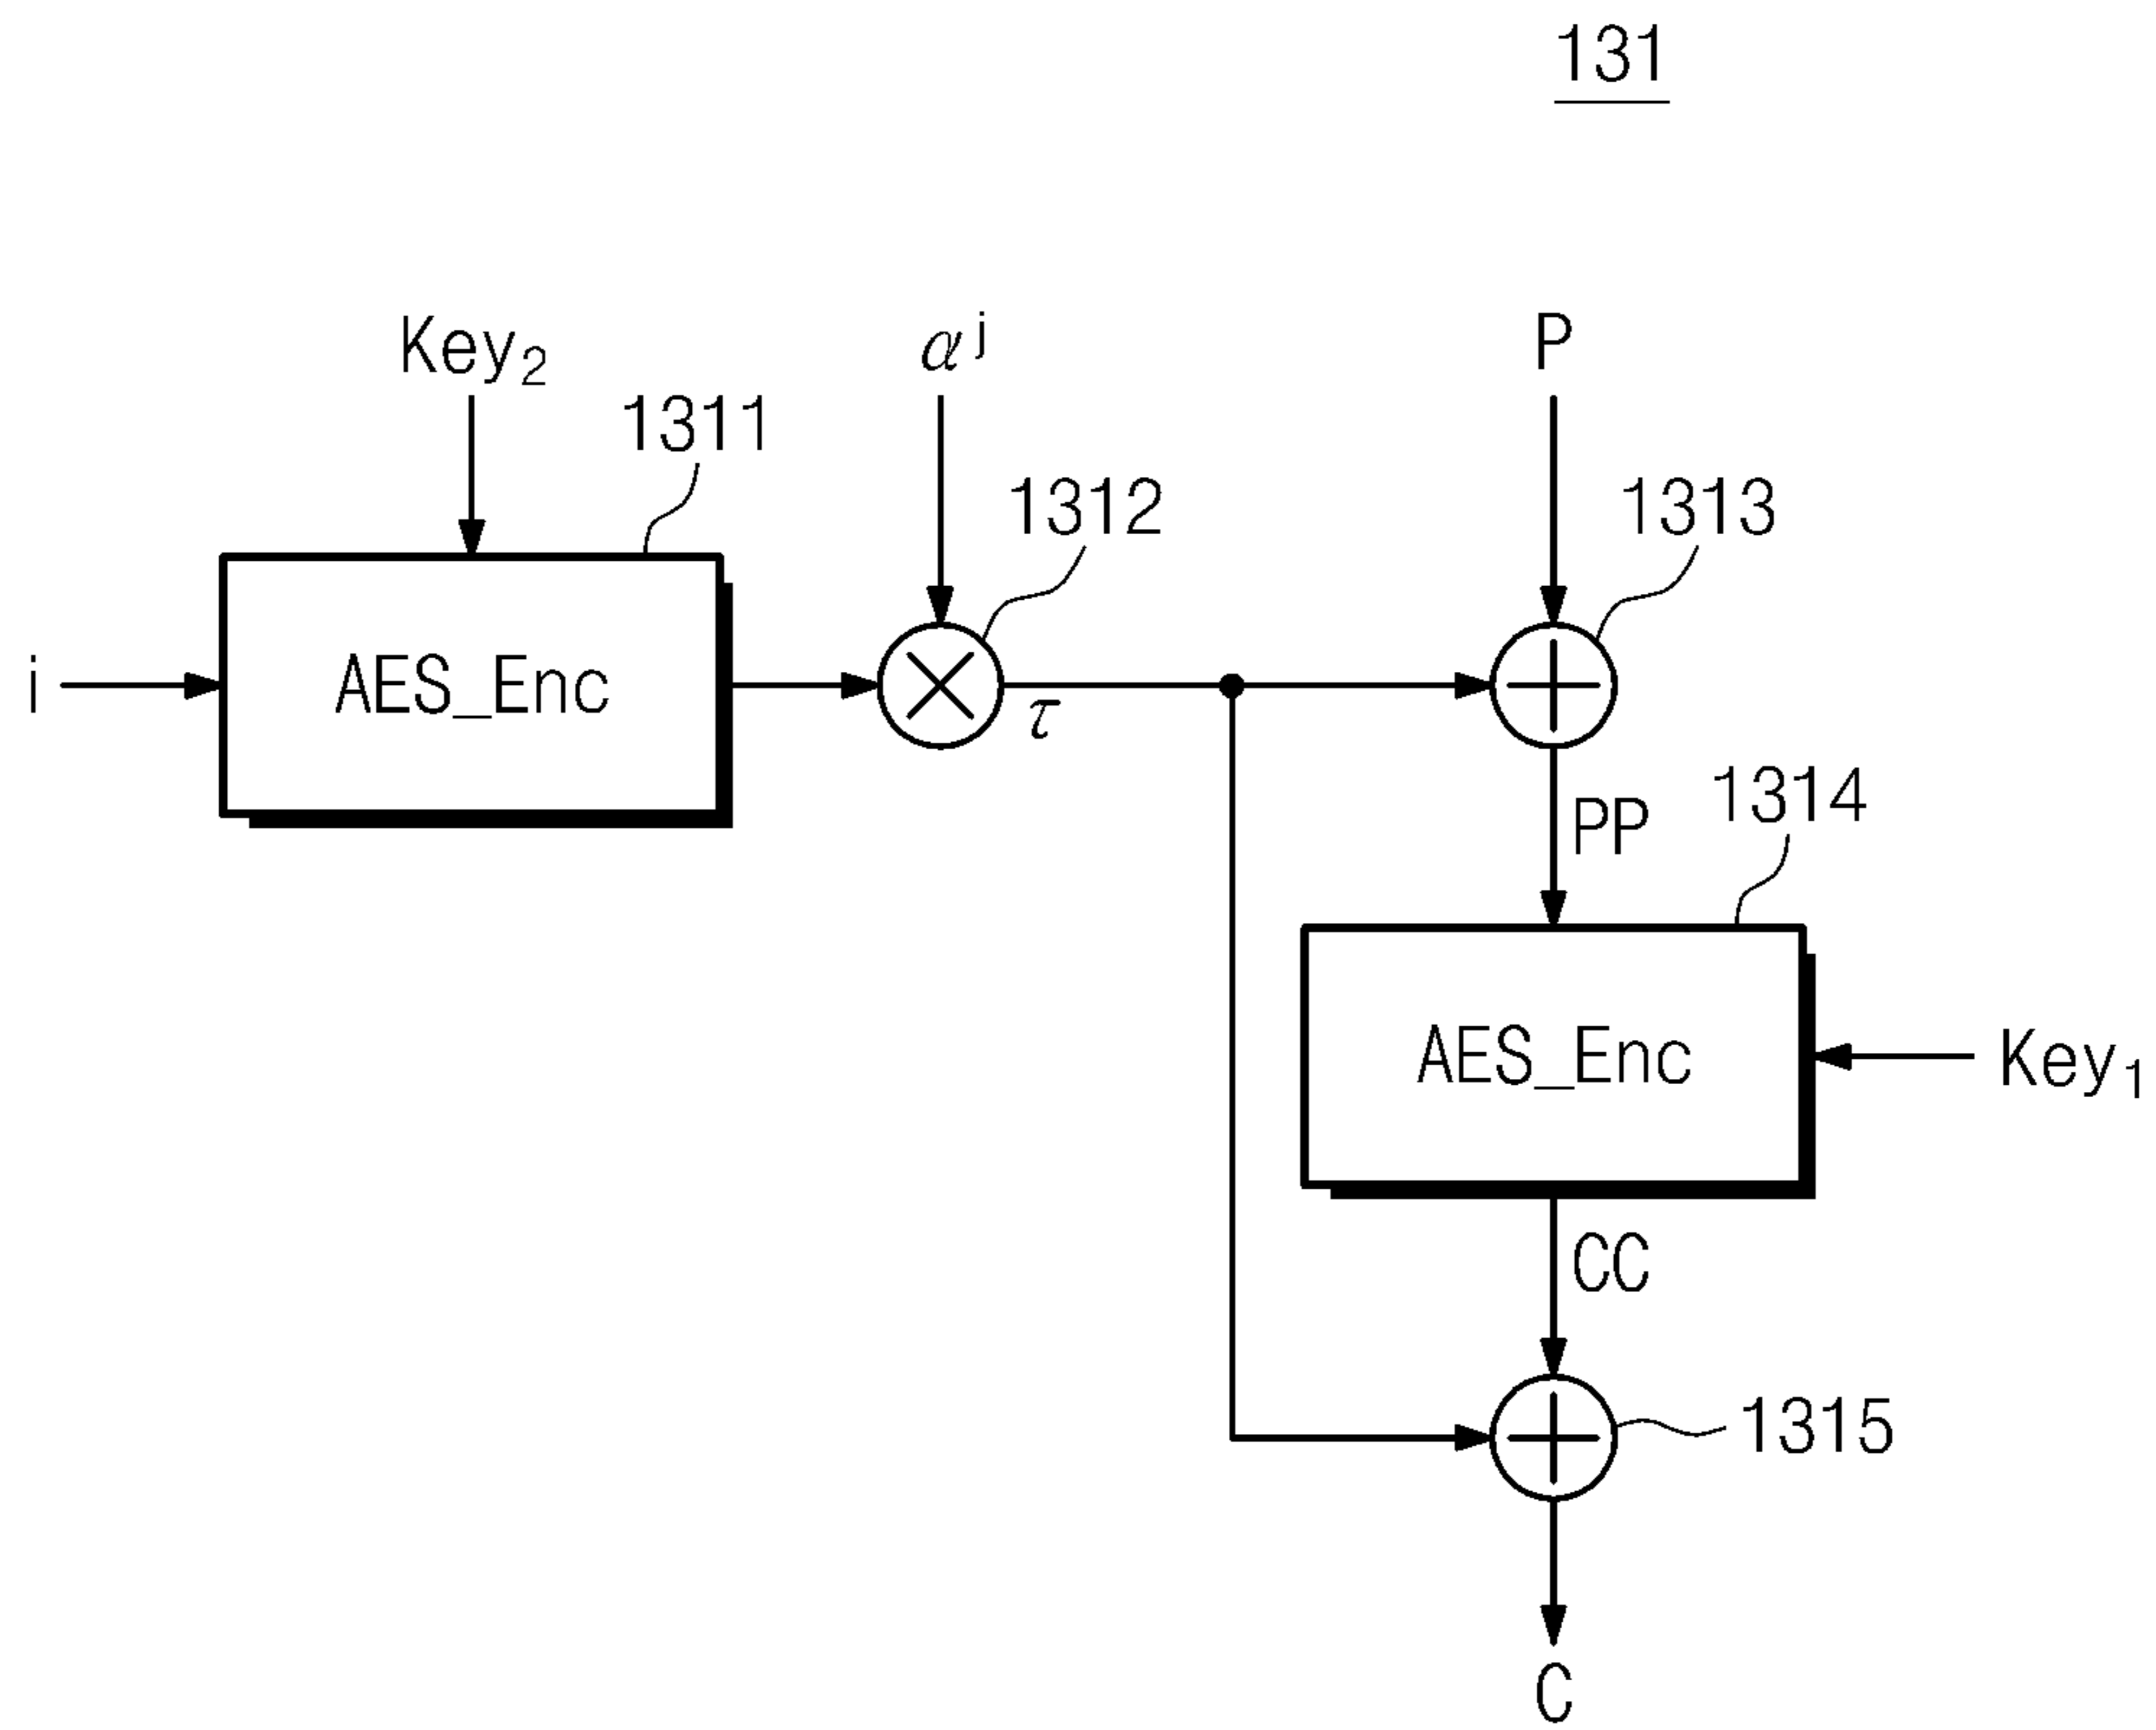 131
Key₂
αʲ
P
1311
1312
1313
i
AES_Enc
τ
PP
1314
AES_Enc
Key₁
CC
1315
C